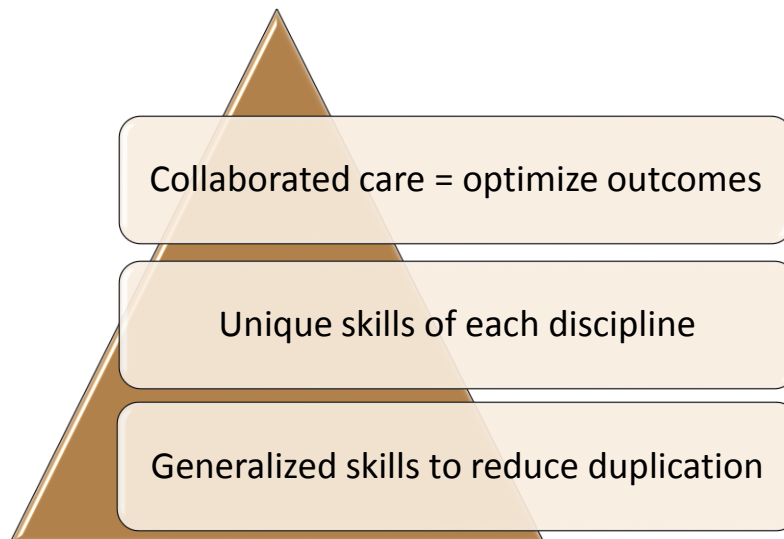 Collaborated care = optimize outcomes
Unique skills of each discipline
Generalized skills to reduce duplication